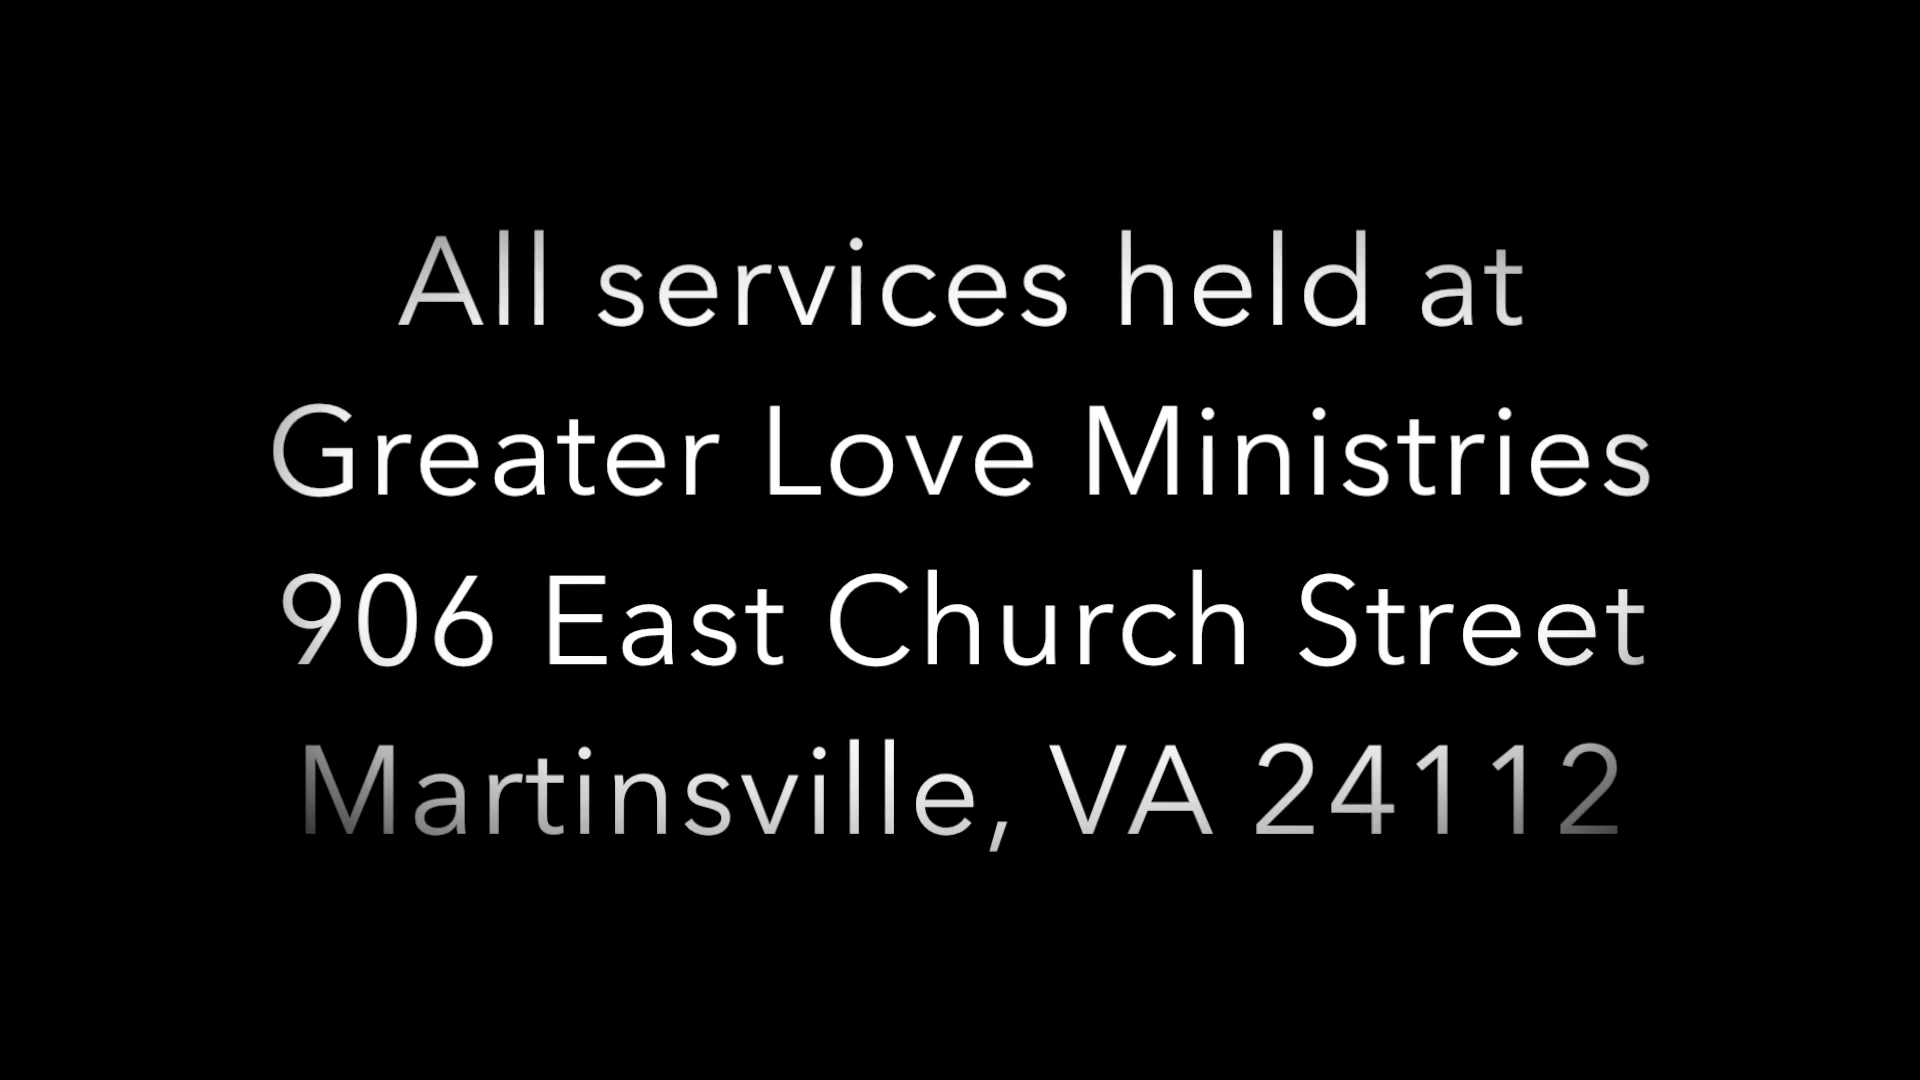 All services held at
Greater Love Ministries
906 East Church Street
Martinsville, VA 24112